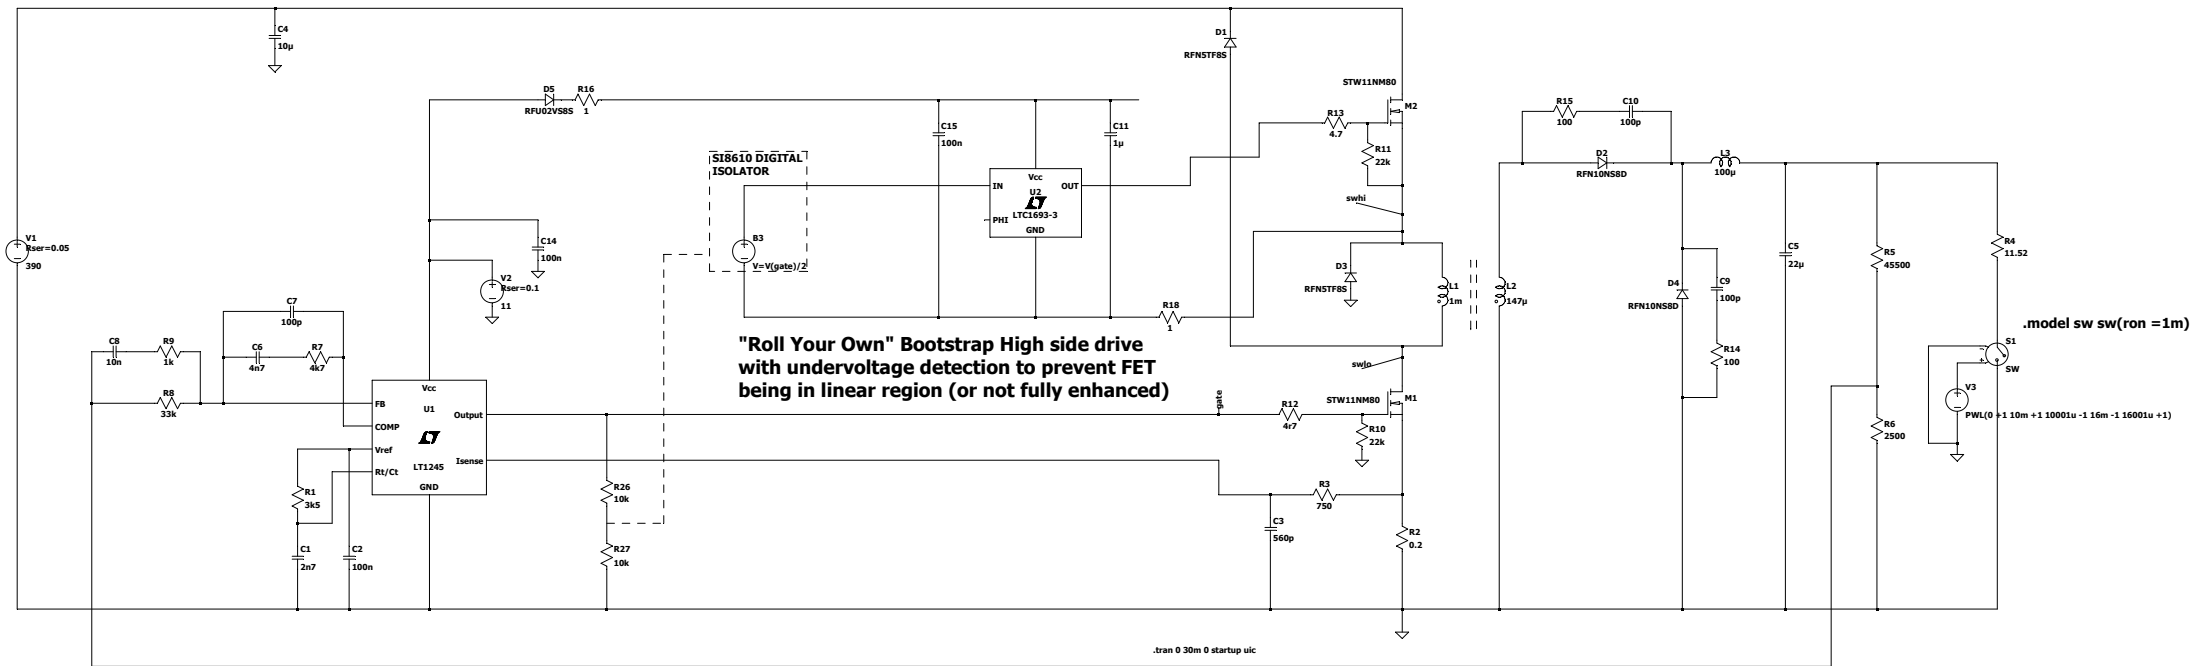 C4
10µ
D1
RFN5TF8S
STW11NM80
M2
D5
RFU02VS8S
R16
1
C15
100n
C11
1µ
R13
4.7
R11
22k
R15
100
C10
100p
D2
RFN10NS8D
L3
100µ
SI8610 DIGITAL
ISOLATOR
IN
Vcc
U2
OUT
LTC1693-3
PHI
GND
swhi
V1
Rser=0.05
390
C14
100n
V2
Rser=0.1
11
B3
V=V(gate)/2
D3
RFN5TF8S
L1
1m
L2
147µ
R18
1
D4
RFN10NS8D
C9
100p
R14
100
C5
22µ
R5
45500
R4
11.52
.model sw sw(ron =1m)
S1
SW
V3
PWL(0 +1 10m +1 10001u -1 16m -1 16001u +1)
R6
2500
C7
100p
C8
10n
R9
1k
C6
4n7
R7
4k7
R8
33k
"Roll Your Own" Bootstrap High side drive
with undervoltage detection to prevent FET
being in linear region (or not fully enhanced)
swlo
gate
STW11NM80
M1
R12
4r7
R10
22k
Vcc
FB
U1
Output
COMP
Vref
LT1245
Isense
Rt/Ct
GND
R1
3k5
C1
2n7
C2
100n
R26
10k
R27
10k
R3
750
C3
560p
R2
0.2
.tran 0 30m 0 startup uic